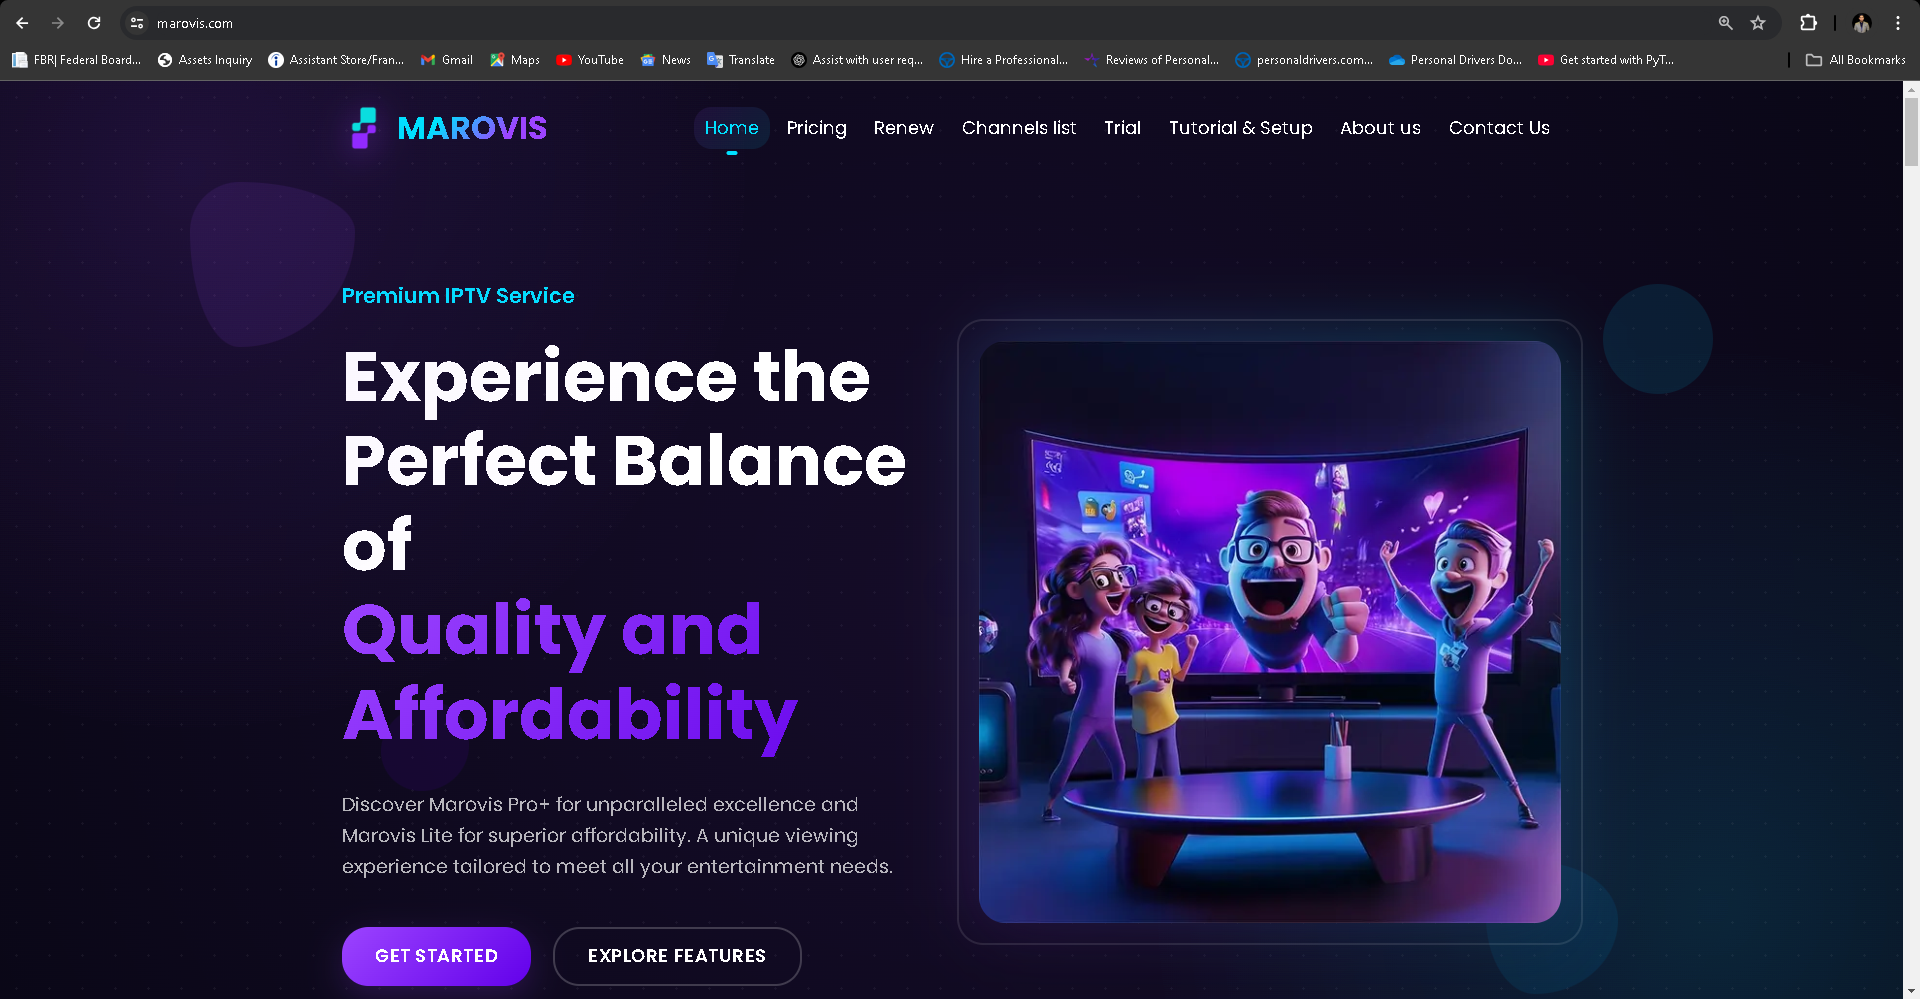 marovis.com
FBR| Federal Board...
Assets Inquiry
Assistant Store/Fran...
Gmail
Maps
YouTube
News
Translate
Assist with user req...
Hire a Professional...
Reviews of Personal...
personaldrivers.com...
Personal Drivers Do...
Get started with PyT...
All Bookmarks
MAROVIS
Home
Pricing
Renew
Channels list
Trial
Tutorial & Setup
About us
Contact Us
Premium IPTV Service
Experience the
Perfect Balance
of
Quality and
Affordability
Discover Marovis Pro+ for unparalleled excellence and
Marovis Lite for superior affordability. A unique viewing
experience tailored to meet all your entertainment needs.
GET STARTED
EXPLORE FEATURES